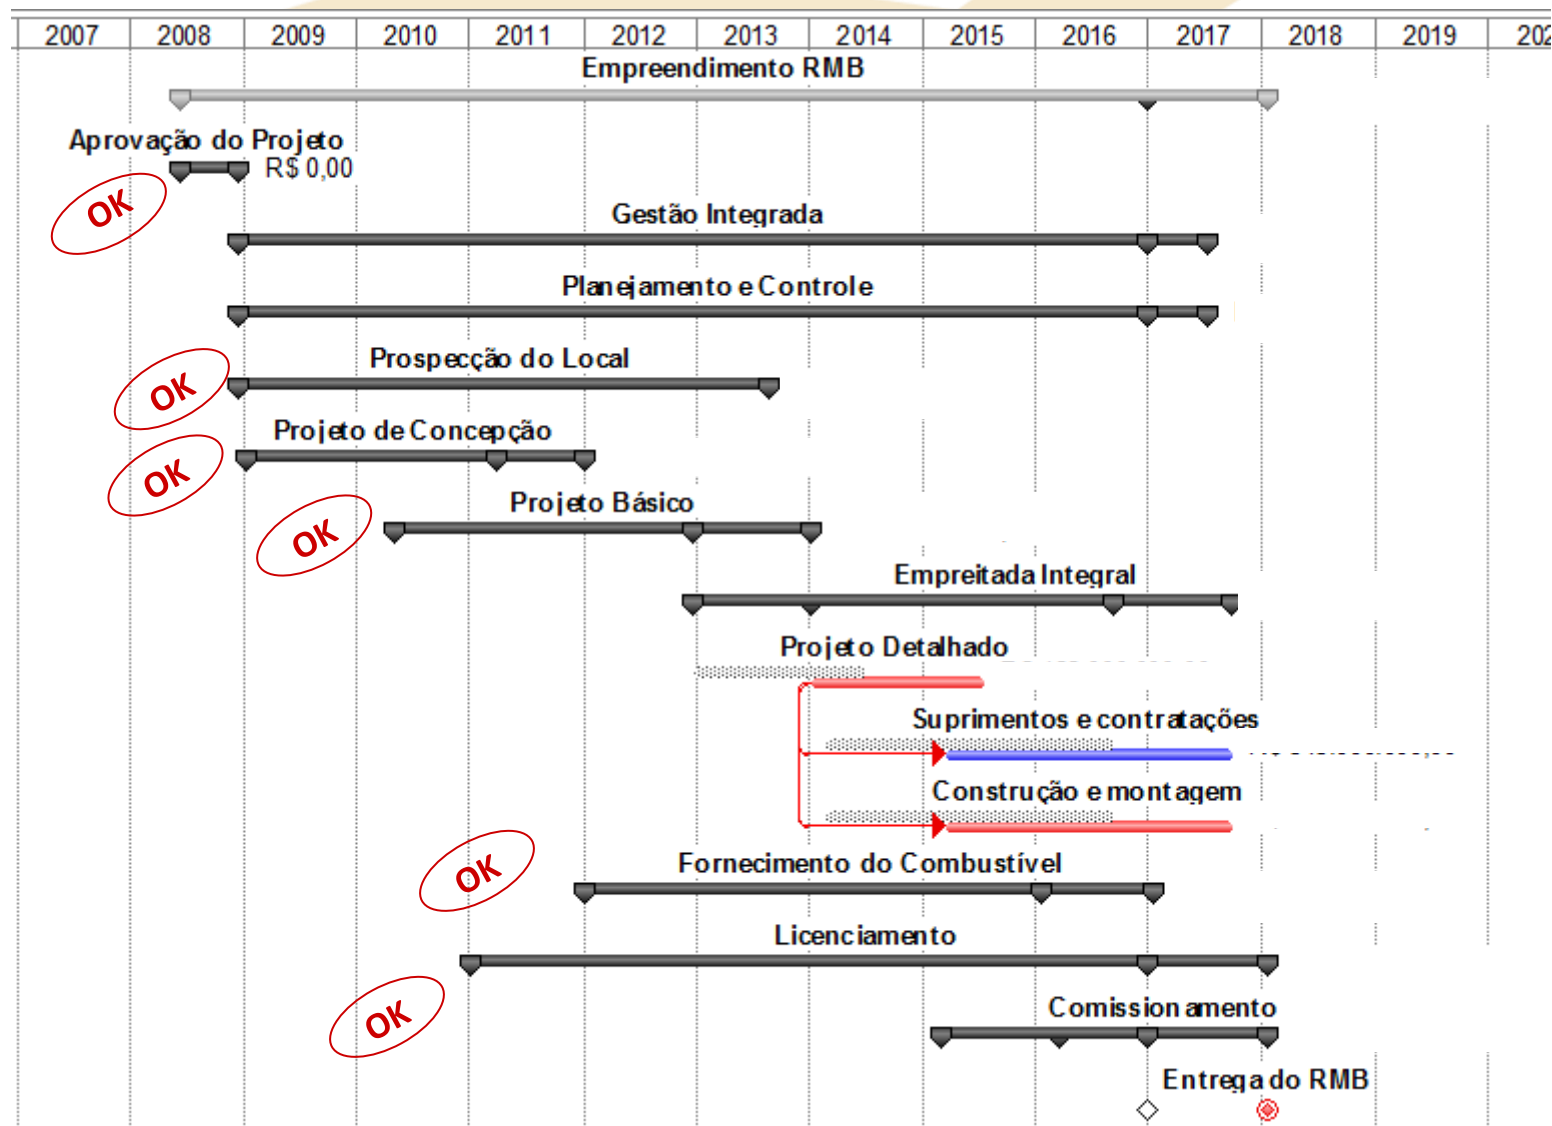 2007 2008 2009 2010 2011 2012 2013 2014 2015 2016 2017 2018 2019
Empreendimento RMB
Aprovação do Projeto
R$ 0,00
OK
Gestão Integrada
Planejamento e Controle
Prospecção do Local
OK
Projeto de Concepção
OK
Projeto Básico
OK
Empreitada Integral
Projeto Detalhado
Suprimentos e contratações
Construção e montagem
Fornecimento do Combustível
OK
Licenciamento
OK
Comissionamento
Entrega do RMB